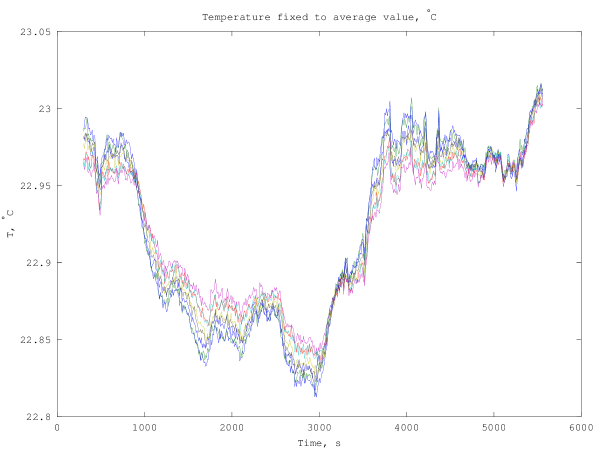 Temperature fixed to average value, °C
23.05
23
22.95
22.9
22.85
22.8
T, °C
0 1000 2000 3000 4000 5000 6000
Time, s